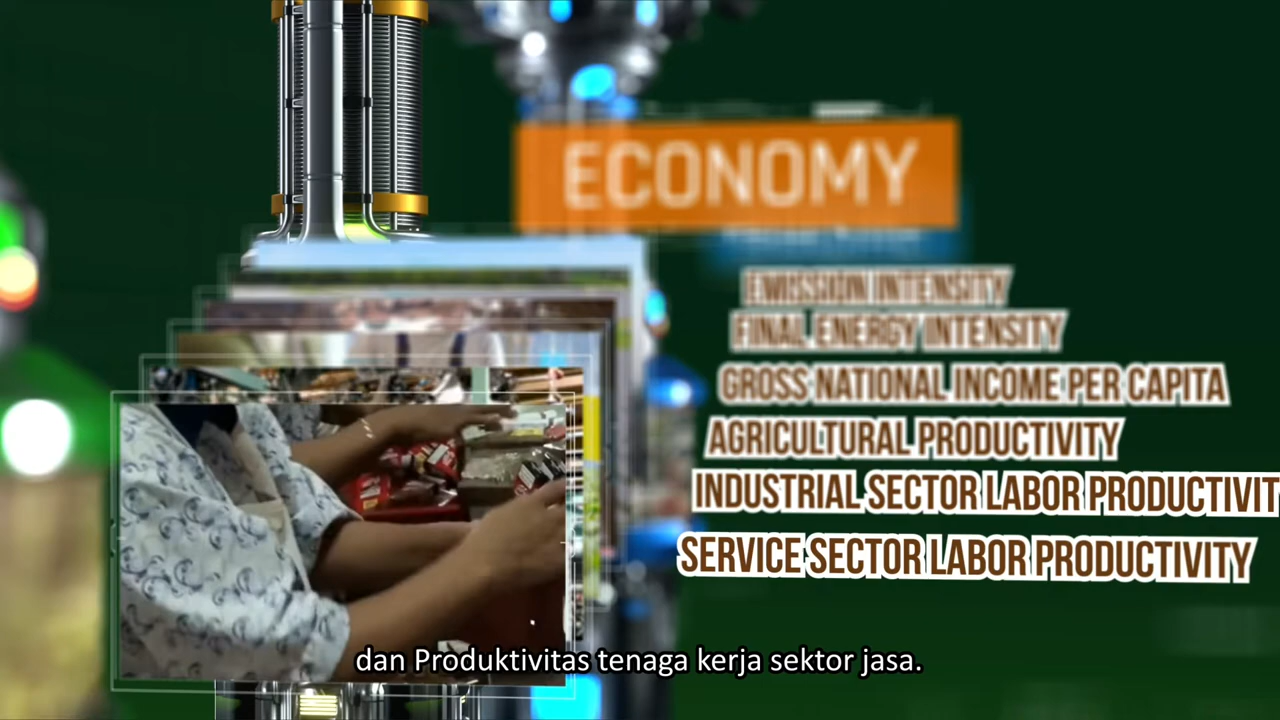 ECONOMY
EMISSION INTENSITY
FINAL ENERGY INTENSITY
GROSS NATIONAL INCOME PER CAPITA
AGRICULTURAL PRODUCTIVITY
INDUSTRIAL SECTOR LABOR PRODUCTIVIT
SERVICE SECTOR LABOR PRODUCTIVITY
dan Produktivitas tenaga kerja sektor jasa.